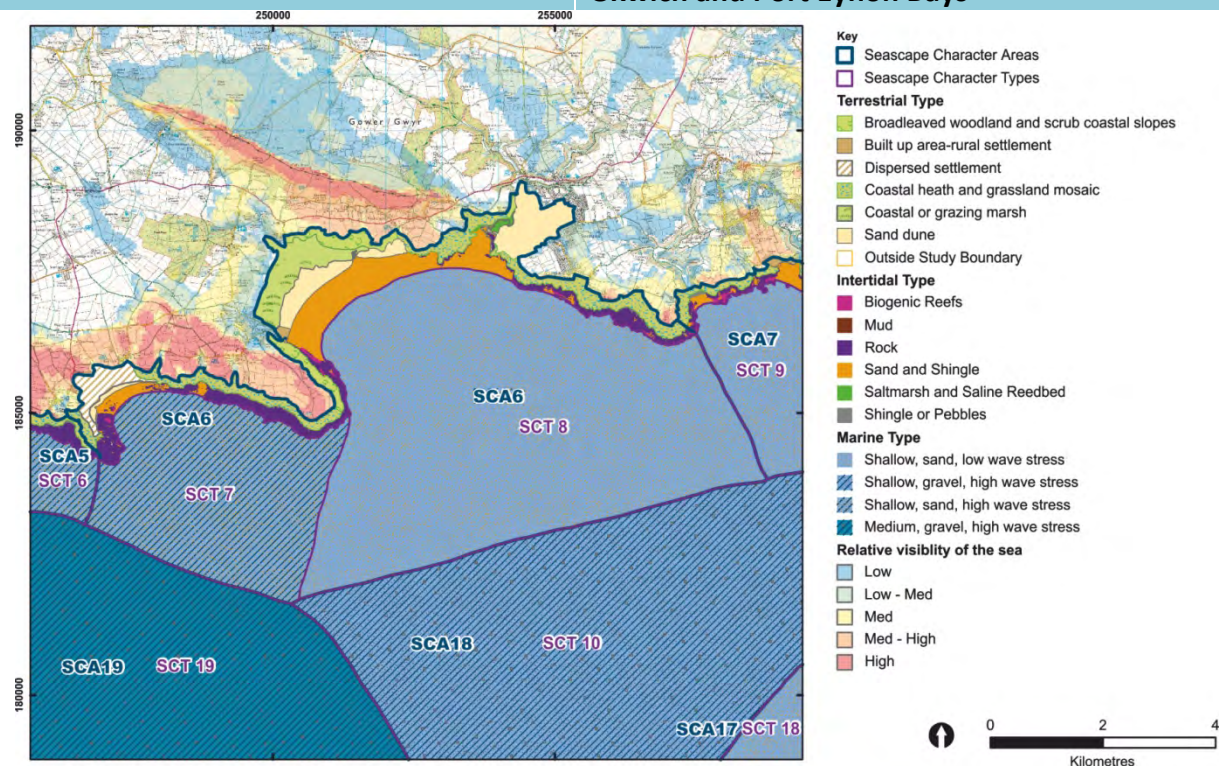 Oxwich and Port Eynon Bays
250000 255000
190000
185000
180000
Gower / Gwyr
SCA7
SCT 9
SCA6
SCT 8
SCA6
SCA5
SCT 6
SCT 7
SCA18
SCT 10
SCA19
SCT 19
SCA17 SCT 18
Key
Seascape Character Areas
Seascape Character Types
Terrestrial Type
Broadleaved woodland and scrub coastal slopes
Built up area-rural settlement
Dispersed settlement
Coastal heath and grassland mosaic
Coastal or grazing marsh
Sand dune
Outside Study Boundary
Intertidal Type
Biogenic Reefs
Mud
Rock
Sand and Shingle
Saltmarsh and Saline Reedbed
Shingle or Pebbles
Marine Type
Shallow, sand, low wave stress
Shallow, gravel, high wave stress
Shallow, sand, high wave stress
Medium, gravel, high wave stress
Relative visiblity of the sea
Low
Low - Med
Med
Med - High
High
0 2 4
Kilometres